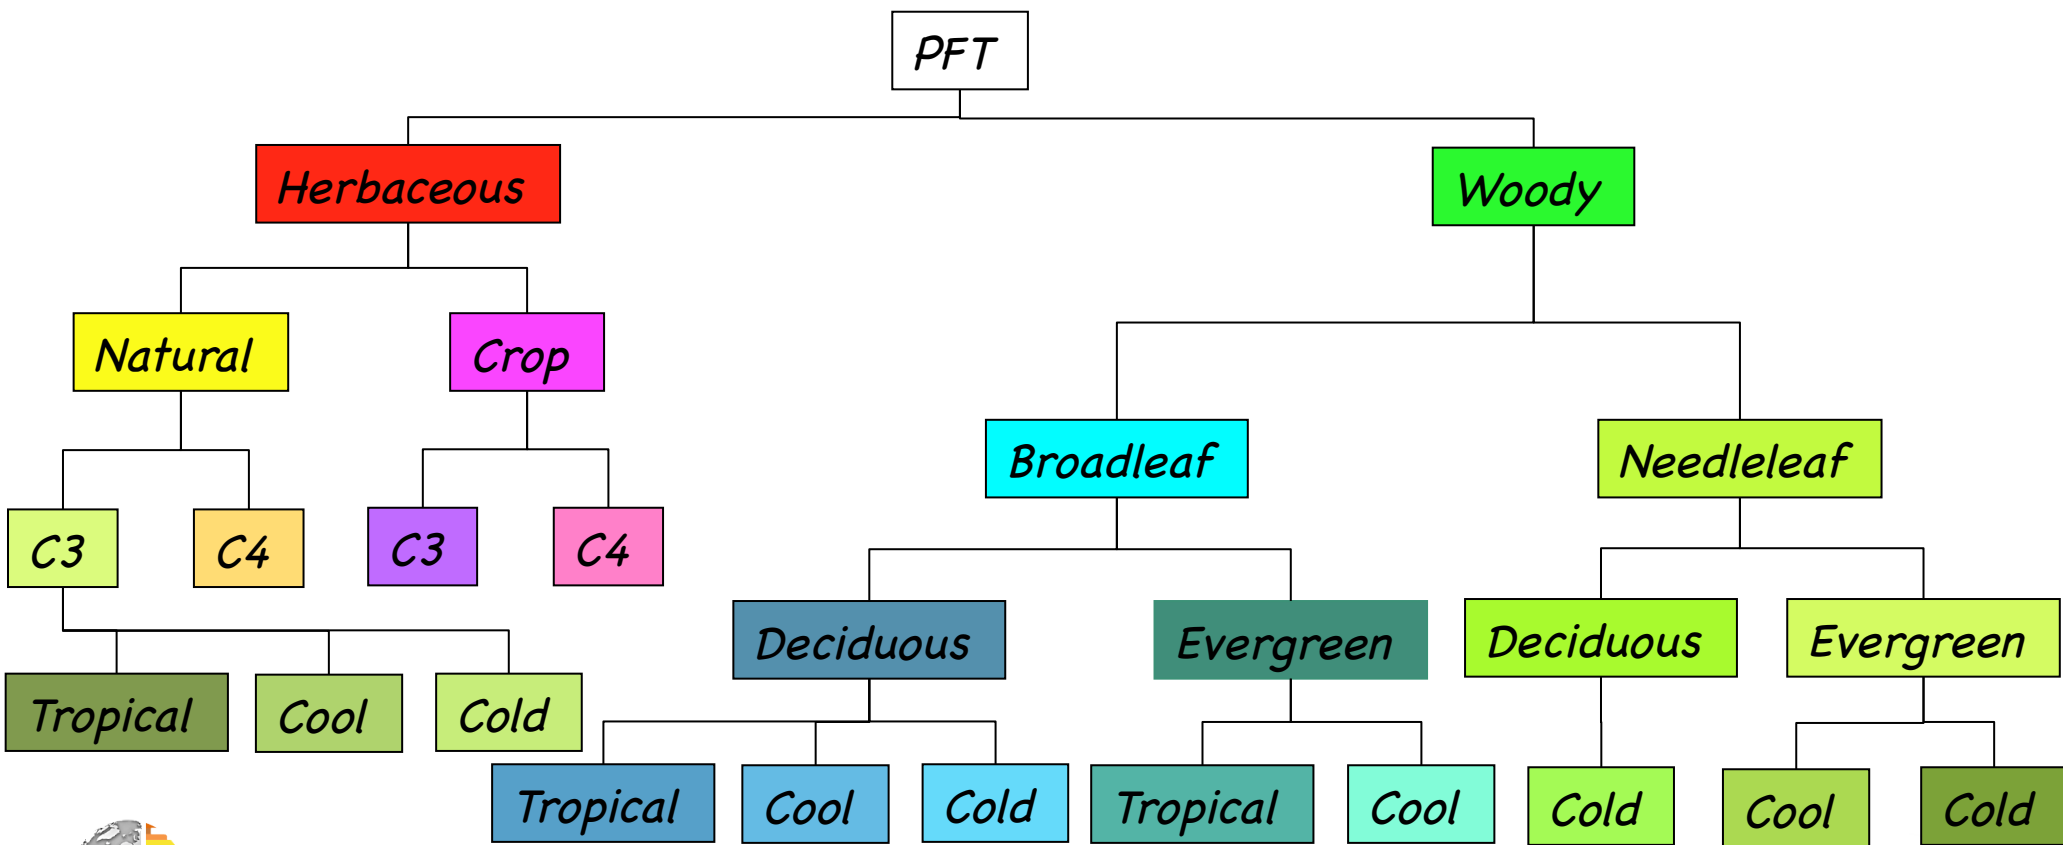 PFT
Herbaceous
Woody
Natural
Crop
Broadleaf
Needleleaf
C3
C4
C3
C4
Deciduous
Evergreen
Deciduous
Evergreen
Tropical
Cool
Cold
Tropical
Cool
Cold
Tropical
Cool
Cold
Cool
Cold